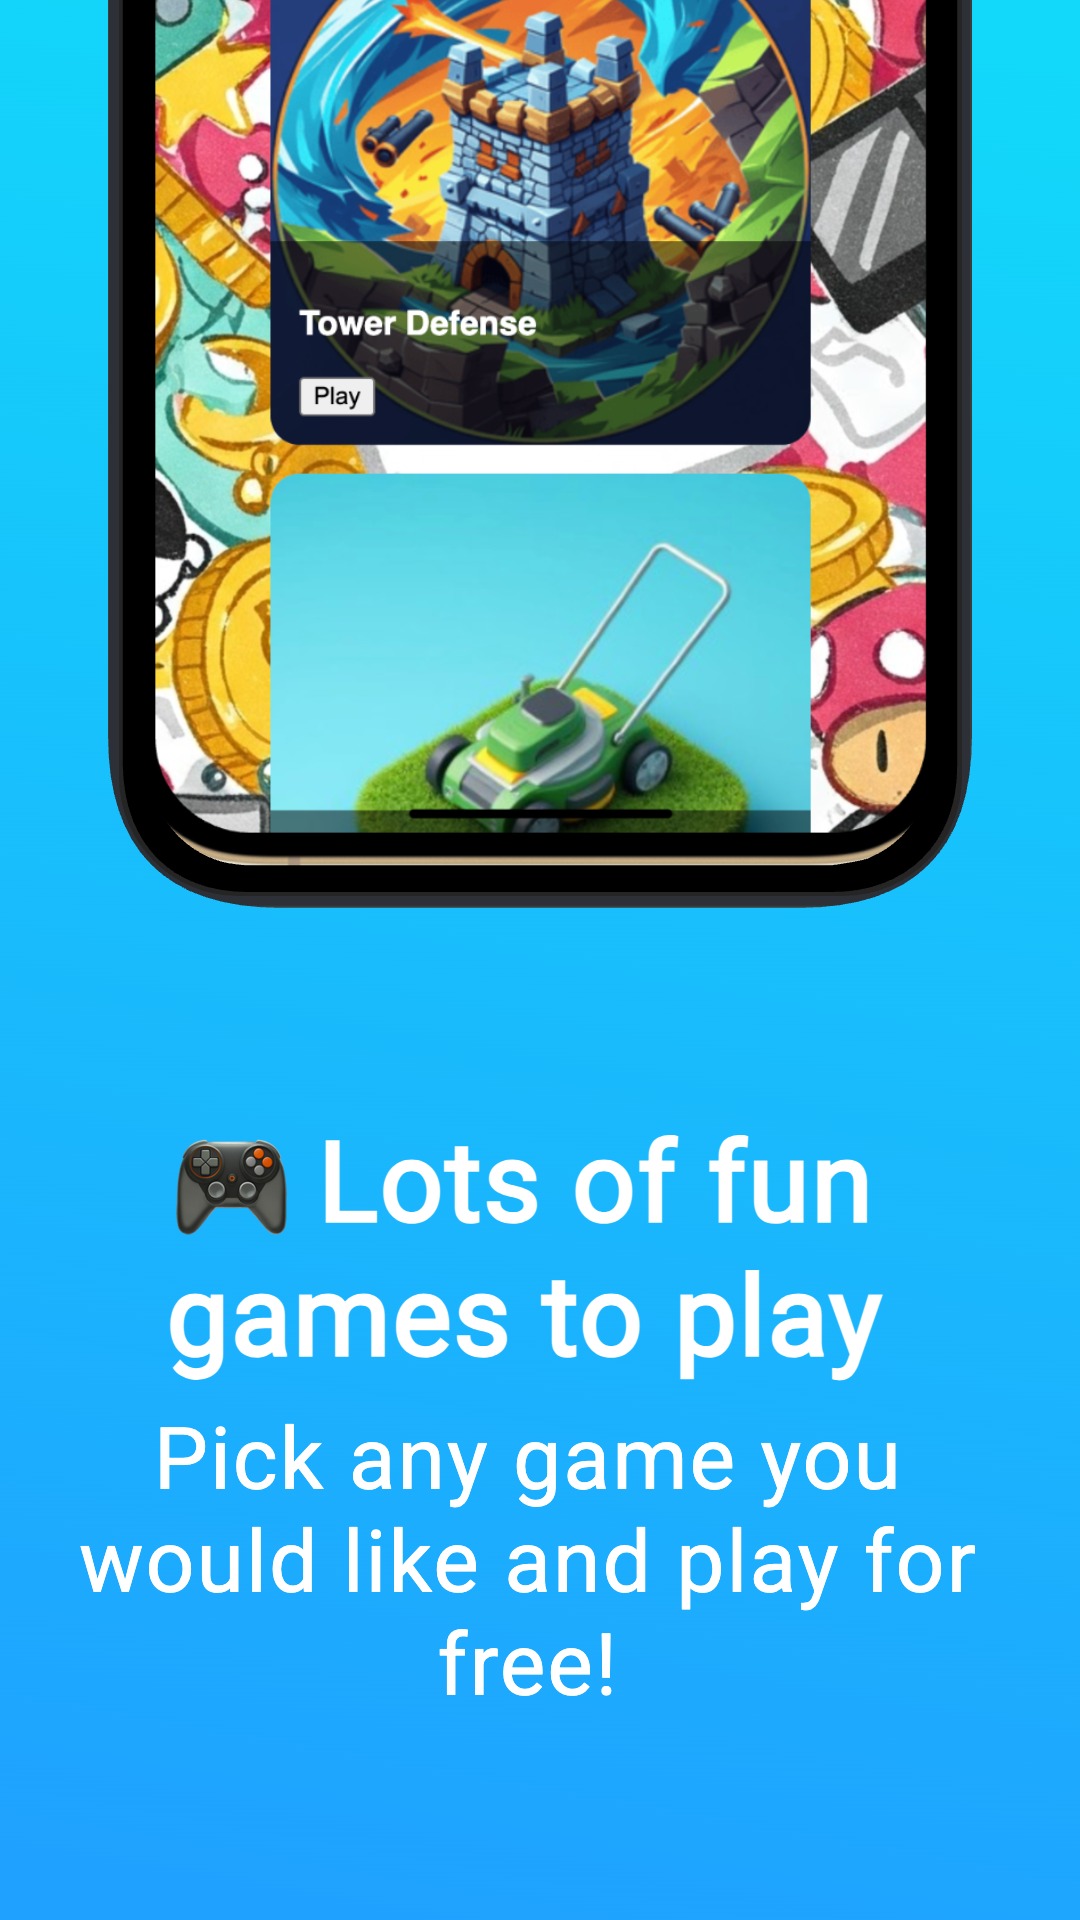 Tower Defense
Play
🎮 Lots of fun
games to play
Pick any game you
would like and play for
free!